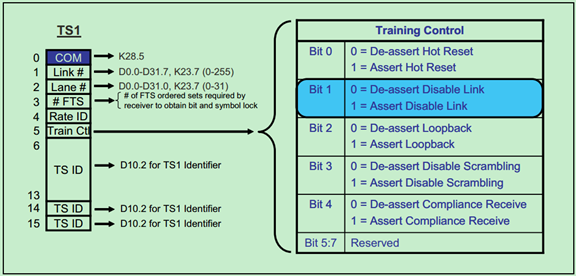 TS1
0 COM K28.5
1 Link # D0.0-D31.7, K23.7 (0-255)
2 Lane # D0.0-D31.0, K23.7 (0-31)
3 # FTS # of FTS ordered sets required by
receiver to obtain bit and symbol lock
4 Rate ID
5 Train Ctl
6
TS ID D10.2 for TS1 Identifier
13
14 TS ID D10.2 for TS1 Identifier
15 TS ID D10.2 for TS1 Identifier
Training Control
Bit 0 0 = De-assert Hot Reset
1 = Assert Hot Reset
Bit 1 0 = De-assert Disable Link
1 = Assert Disable Link
Bit 2 0 = De-assert Loopback
1 = Assert Loopback
Bit 3 0 = De-assert Disable Scrambling
1 = Assert Disable Scrambling
Bit 4 0 = De-assert Compliance Receive
1 = Assert Compliance Receive
Bit 5:7 Reserved